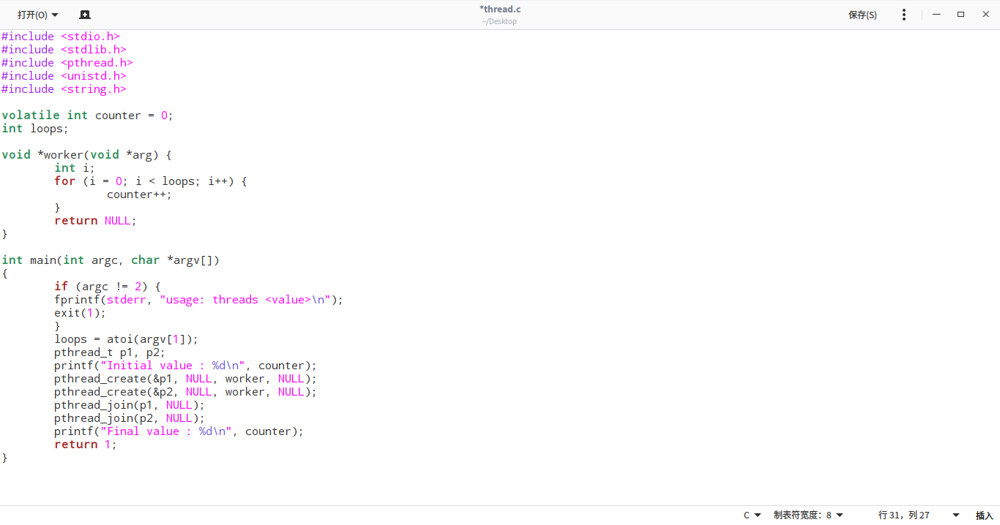 打开(O)
*thread.c
~/Desktop
保存(S)
#include <stdio.h>
#include <stdlib.h>
#include <pthread.h>
#include <unistd.h>
#include <string.h>

volatile int counter = 0;
int loops;

void *worker(void *arg) {
        int i;
        for (i = 0; i < loops; i++) {
                counter++;
        }
        return NULL;
}

int main(int argc, char *argv[])
{
        if (argc != 2) {
        fprintf(stderr, "usage: threads <value>\n");
        exit(1);
        }
        loops = atoi(argv[1]);
        pthread_t p1, p2;
        printf("Initial value : %d\n", counter);
        pthread_create(&p1, NULL, worker, NULL);
        pthread_create(&p2, NULL, worker, NULL);
        pthread_join(p1, NULL);
        pthread_join(p2, NULL);
        printf("Final value : %d\n", counter);
        return 1;
}
C 制表符宽度：8 行 31，列 27 插入